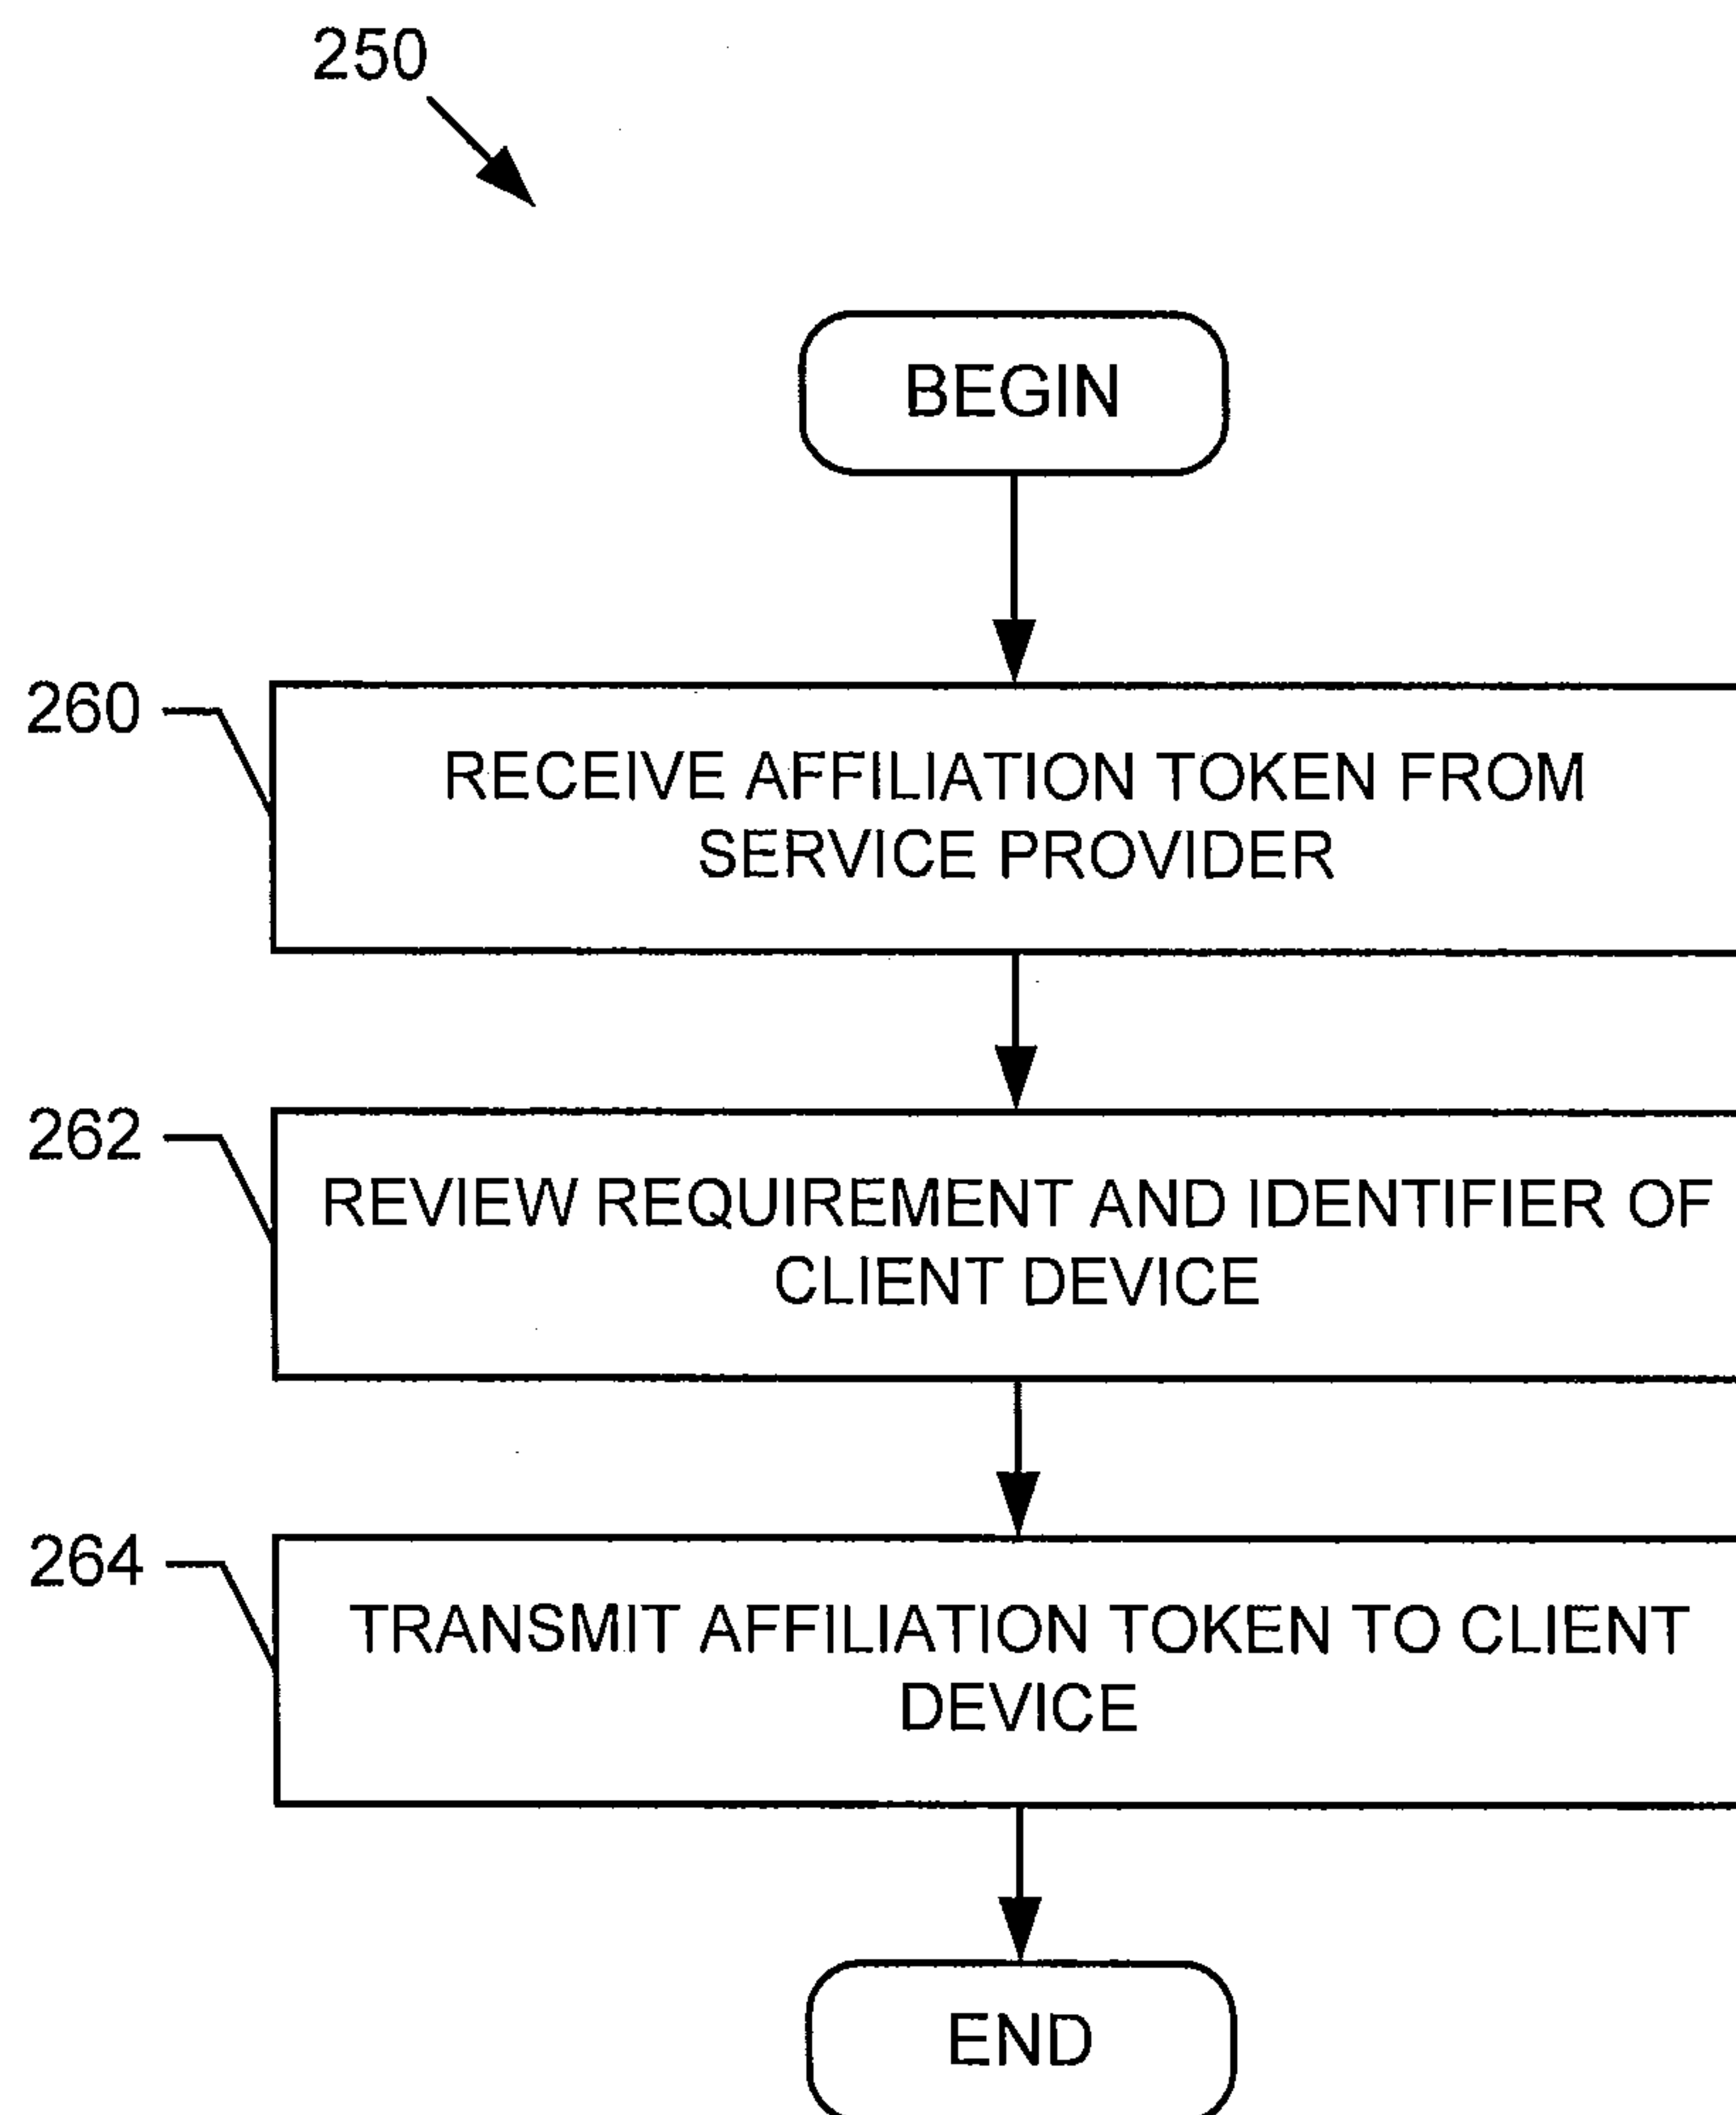 250
BEGIN
260
RECEIVE AFFILIATION TOKEN FROM
SERVICE PROVIDER
262
REVIEW REQUIREMENT AND IDENTIFIER OF
CLIENT DEVICE
264
TRANSMIT AFFILIATION TOKEN TO CLIENT
DEVICE
END